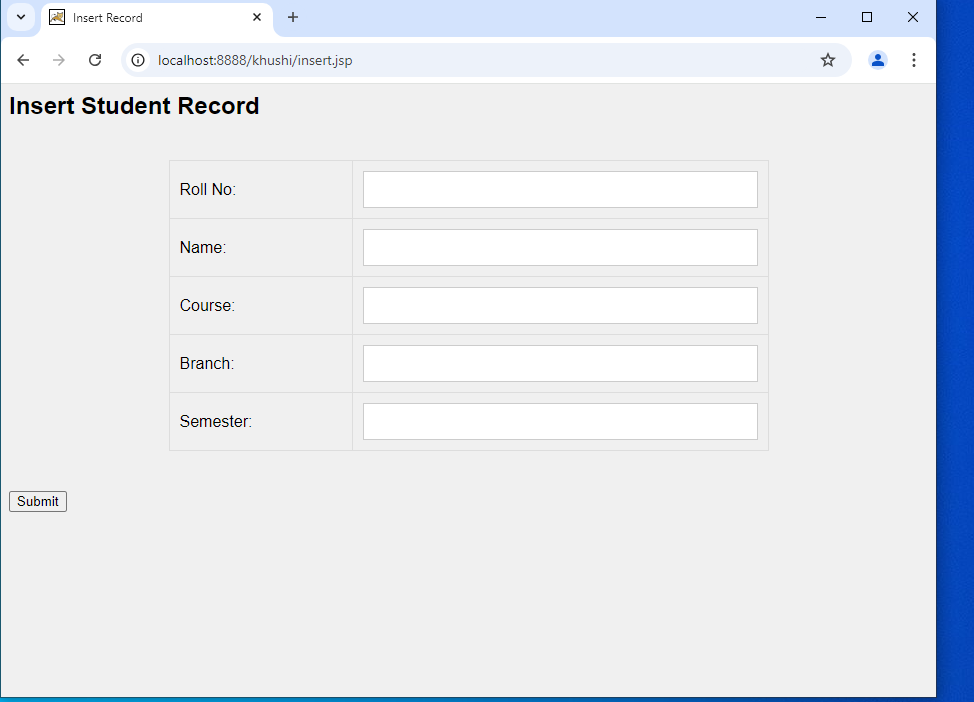 Insert Record
localhost:8888/khushi/insert.jsp
Insert Student Record
Roll No:
Name:
Course:
Branch:
Semester:
Submit